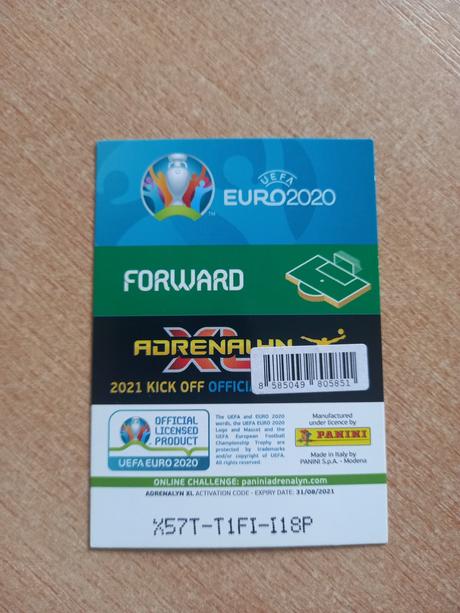 UEFA
EURO2020
TM
FORWARD
ADRENALYN
XL
2021 KICK OFF OFFICIAL
8 585049 805851
OFFICIAL
LICENSED
PRODUCT
UEFA EURO 2020
The UEFA and EURO 2020
words, the UEFA EURO 2020
Logo and Mascot and the
UEFA European Football
Championship Trophy are
protected by trademarks
and/or copyright of UEFA.
All rights reserved.
Manufactured
under licence by
PANINI
Made in Italy by
PANINI S.p.A. - Modena
ONLINE CHALLENGE: paniniadrenalyn.com
ADRENALYN XL ACTIVATION CODE - EXPIRY DATE: 31/08/2021
X57T-T1FI-I18P